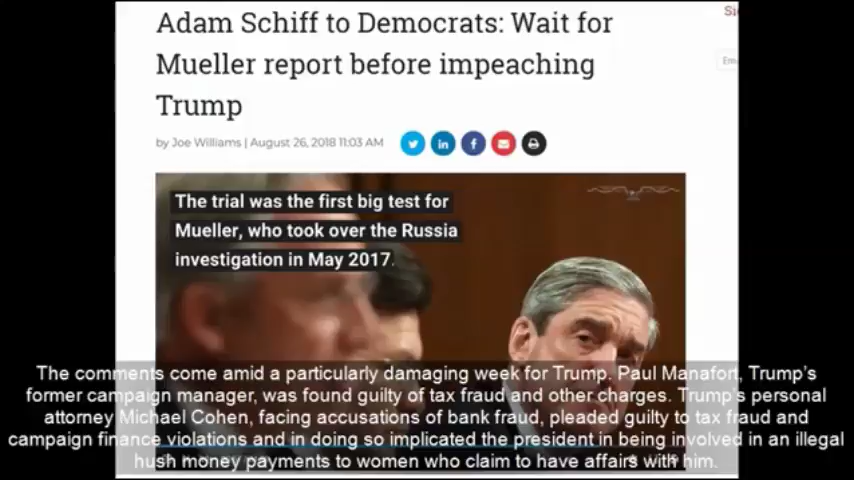 Adam Schiff to Democrats: Wait for
Mueller report before impeaching
Trump
by Joe Williams | August 26, 2018 11:03 AM
The trial was the first big test for
Mueller, who took over the Russia
investigation in May 2017.
The comments come amid a particularly damaging week for Trump. Paul Manafort, Trump's
former campaign manager, was found guilty of tax fraud and other charges. Trump's personal
attorney Michael Cohen, facing accusations of bank fraud, pleaded guilty to tax fraud and
campaign finance violations and in doing so implicated the president in being involved in an illegal
hush money payments to women who claim to have affairs with him.